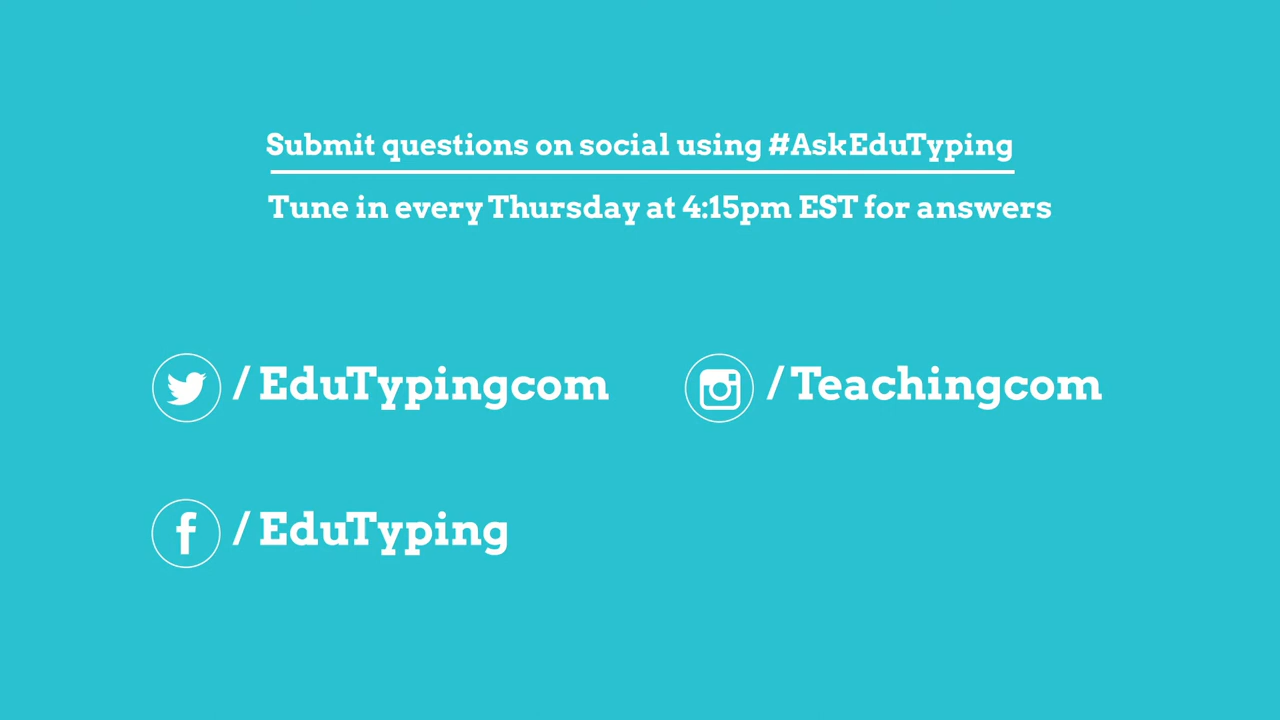 Submit questions on social using #AskEduTyping
Tune in every Thursday at 4:15pm EST for answers
/EduTypingcom
/Teachingcom
/EduTyping